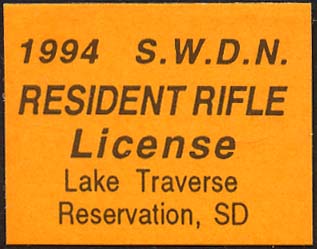 1994 S.W.D.N.
RESIDENT RIFLE
License
Lake Traverse
Reservation, SD